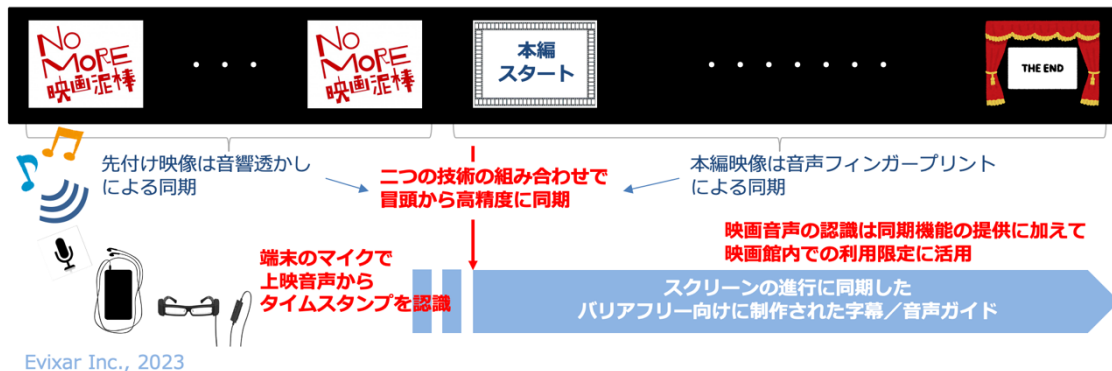 No
MoRE
映画泥棒
・・・
No
MoRE
映画泥棒
本編
スタート
・・・・・・・
THE END
先付け映像は音響透かし
による同期
二つの技術の組み合わせで
冒頭から高精度に同期
本編映像は音声フィンガープリント
による同期
映画音声の認識は同期機能の提供に加えて
映画館内での利用限定に活用
端末のマイクで
上映音声から
タイムスタンプを認識
スクリーンの進行に同期した
バリアフリー向けに制作された字幕／音声ガイド
Evixar Inc., 2023